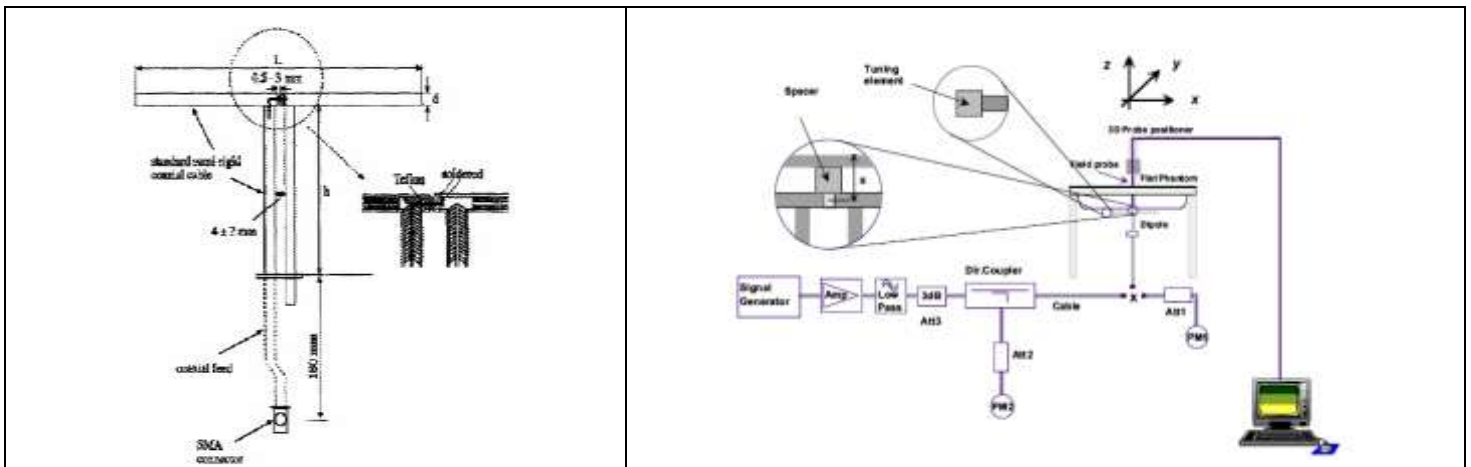 L
0.5-3 mm
d
standard semi-rigid
coaxial cable
Teflon
soldered
h
4 ± 2 mm
coaxial feed
160 mm
SMA
connector
Tuning
element
z
y
x
Spacer
3D Probe positioner
s
Field probe
Flat Phantom
Dipole
Signal
Generator
Amp
Low
Pass
3dB
Att3
Dir.Coupler
Cable
x
Att1
PM1
Att2
PM2